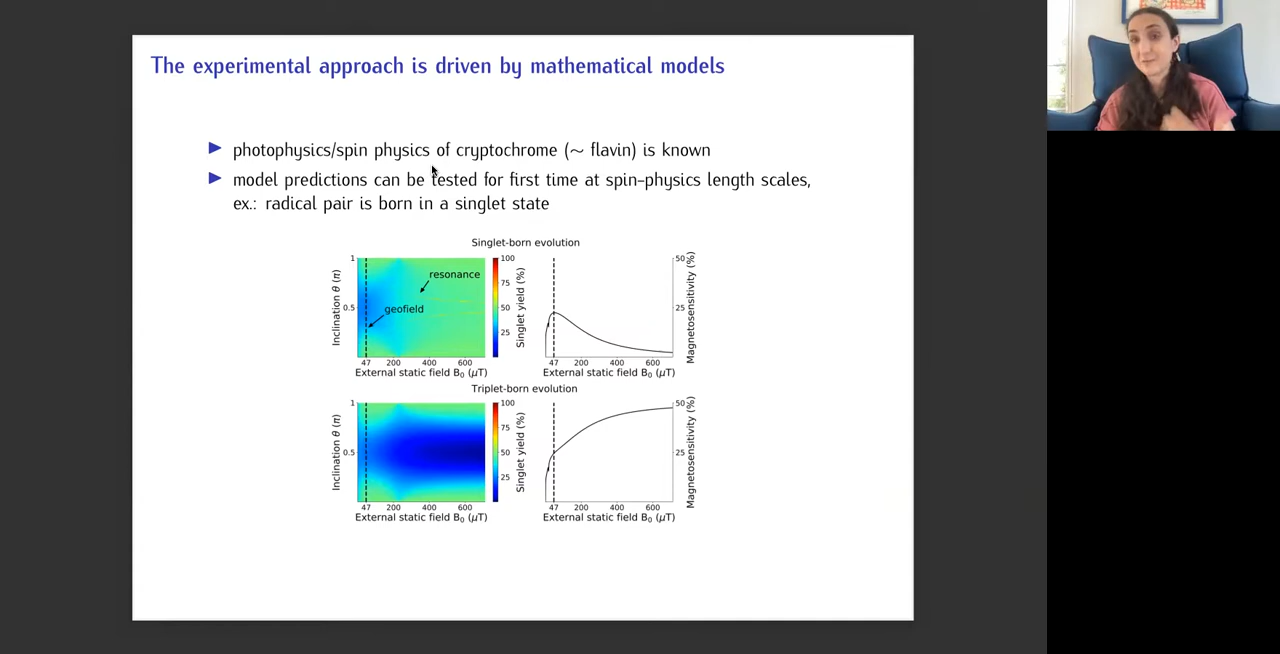 The experimental approach is driven by mathematical models
▶ photophysics/spin physics of cryptochrome (∼ flavin) is known
▶ model predictions can be tested for first time at spin-physics length scales,
ex.: radical pair is born in a singlet state
Singlet-born evolution
Inclination θ (π)
1
0.5
resonance
geofield
47 200 400 600
External static field B₀ (μT)
100
75
50
25
Singlet yield (%)
50
25
Magnetosensitivity (%)
47 200 400 600
External static field B₀ (μT)
Triplet-born evolution
Inclination θ (π)
1
0.5
47 200 400 600
External static field B₀ (μT)
100
75
50
25
Singlet yield (%)
50
25
Magnetosensitivity (%)
47 200 400 600
External static field B₀ (μT)